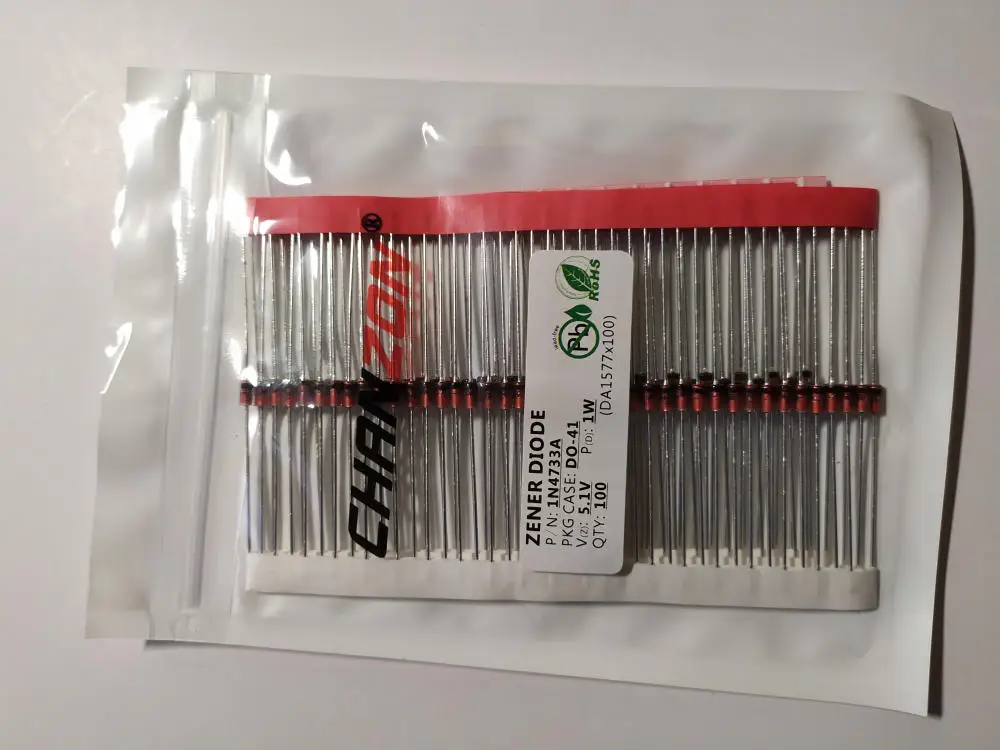 CHANZON®
ZENER DIODE
P/N: 1N4733A
PKG CASE: DO-41
V(Z): 5.1V P(D): 1W
QTY: 100 (DA1577x100)
lead-free
Pb
RoHS